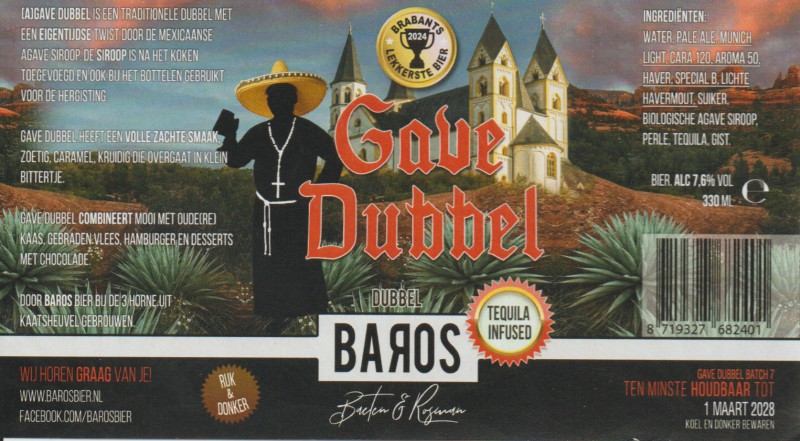 (A)GAVE DUBBEL IS EEN TRADITIONELE DUBBEL MET
EEN EIGENTIJDSE TWIST DOOR DE MEXICAANSE
AGAVE SIROOP. DE SIROOP IS NA HET KOKEN
TOEGEVOEGD EN OOK BIJ HET BOTTELEN GEBRUIKT
VOOR DE HERGISTING
GAVE DUBBEL HEEFT EEN VOLLE ZACHTE SMAAK,
ZOETIG, CARAMEL, KRUIDIG DIE OVERGAAT IN KLEIN
BITTERTJE.
GAVE DUBBEL COMBINEERT MOOI MET OUDE(RE)
KAAS, GEBRADEN VLEES, HAMBURGER EN DESSERTS
MET CHOCOLADE.
DOOR BAROS BIER BIJ DE 3 HORNE UIT
KAATSHEUVEL GEBROUWEN.
WIJ HOREN GRAAG VAN JE!
WWW.BAROSBIER.NL
FACEBOOK.COM/BAROSBIER
RIJK
&
DONKER
BRABANTS
2024
LEKKERSTE BIER
Gave
Dubbel
DUBBEL
BAROS
Baeten & Rosman
TEQUILA
INFUSED
INGREDIËNTEN:
WATER, PALE ALE, MUNICH
LIGHT, CARA 120, AROMA 50,
HAVER, SPECIAL B, LICHTE
HAVERMOUT, SUIKER,
BIOLOGISCHE AGAVE SIROOP,
PERLE, TEQUILA, GIST.
BIER, ALC 7,6% VOL
330 ML ℮
8 719327 682401
GAVE DUBBEL BATCH 7
TEN MINSTE HOUDBAAR TOT
1 MAART 2028
KOEL EN DONKER BEWAREN